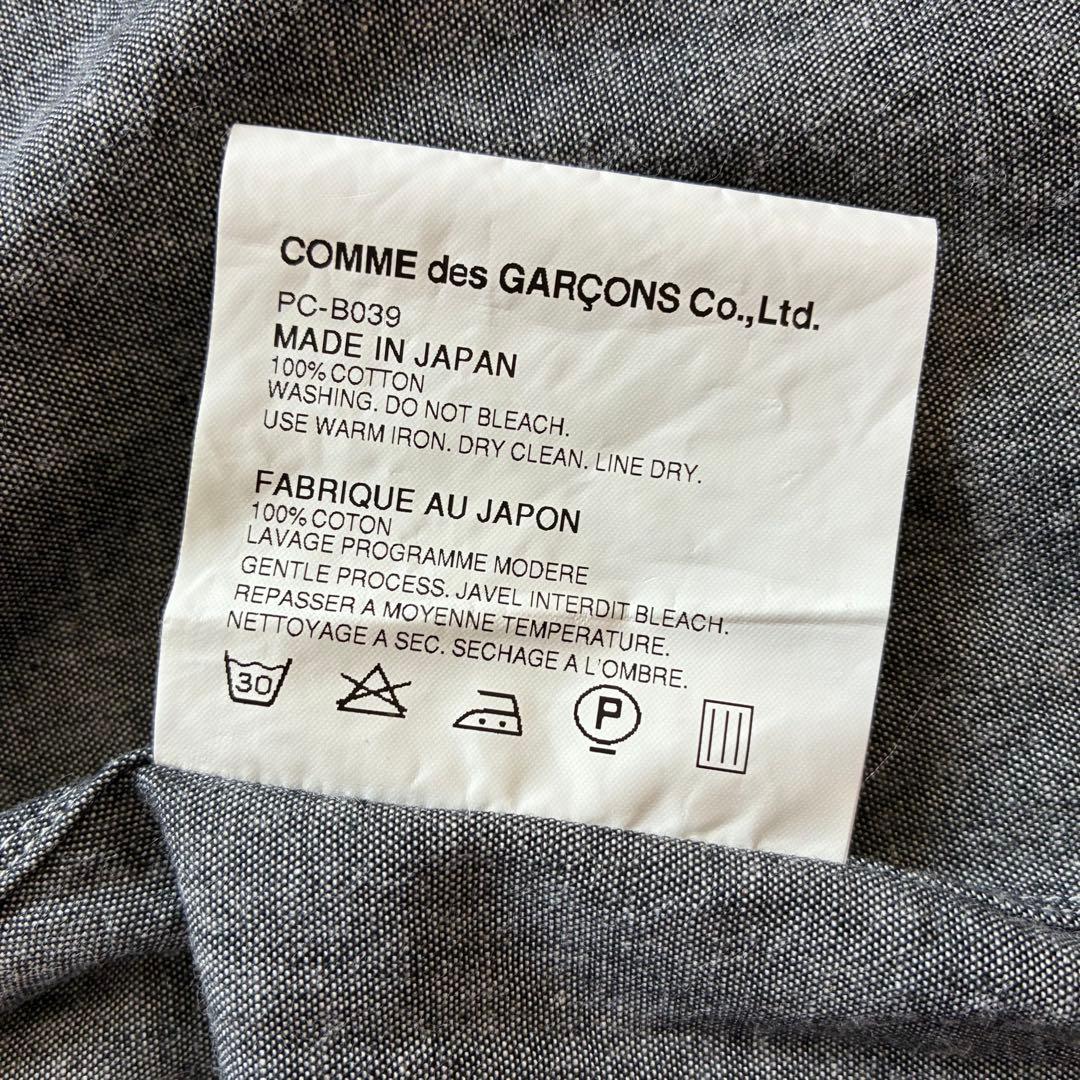 COMME des GARÇONS Co.,Ltd.
PC-B039
MADE IN JAPAN
100% COTTON
WASHING. DO NOT BLEACH.
USE WARM IRON. DRY CLEAN. LINE DRY.
FABRIQUE AU JAPON
100% COTON
LAVAGE PROGRAMME MODERE
GENTLE PROCESS. JAVEL INTERDIT BLEACH.
REPASSER A MOYENNE TEMPERATURE.
NETTOYAGE A SEC. SECHAGE A L'OMBRE.
30 P